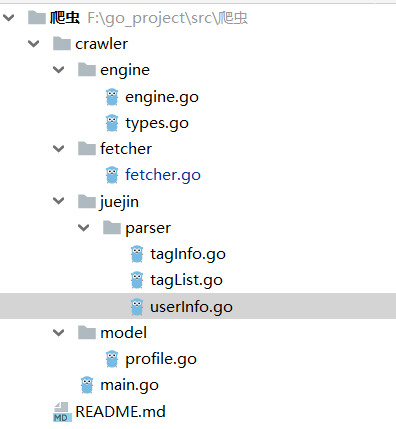 爬虫 F:\go_project\src\爬虫
crawler
engine
engine.go
types.go
fetcher
fetcher.go
juejin
parser
tagInfo.go
tagList.go
userInfo.go
model
profile.go
main.go
MD README.md